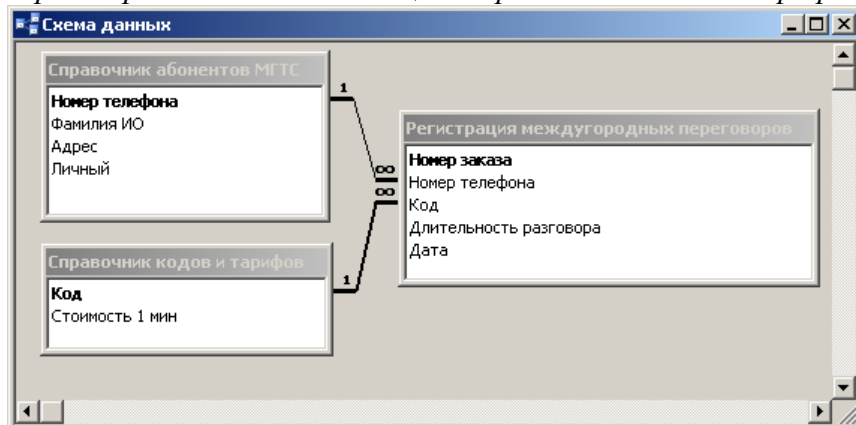 Схема данных
Справочник абонентов МГТС
Номер телефона
Фамилия ИО
Адрес
Личный
1
∞
∞
Регистрация междугородных переговоров
Номер заказа
Номер телефона
Код
Длительность разговора
Дата
Справочник кодов и тарифов
1
Код
Стоимость 1 мин